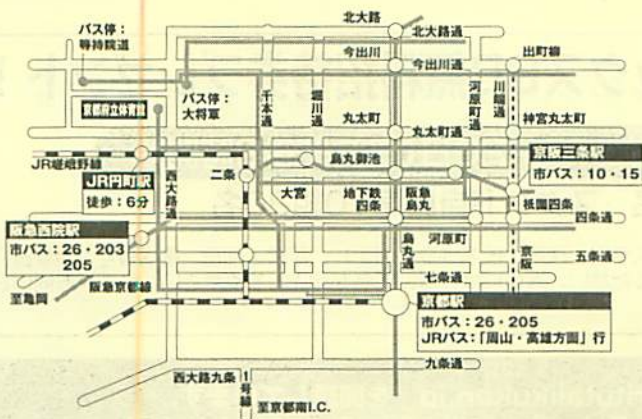 バス停：
等持院道
北大路
北大路通
今出川
今出川通
出町柳
バス停：
大将軍
千本通
堀川通
河原町通
川端通
京都府立体育館
丸太町
丸太町通
神宮丸太町
JR嵯峨野線
烏丸御池
京阪三条駅
市バス：10・15
JR円町駅
徒歩：6分
西大路通
二条
大宮
地下鉄
四条
阪急
烏丸
祇園四条
四条通
阪急西院駅
市バス：26・203
205
烏丸通
河原町
京阪
五条通
至亀岡
阪急京都線
七条通
京都駅
市バス：26・205
JRバス：「周山・高雄方面」行
九条通
西大路九条
1号線
至京都南I.C.